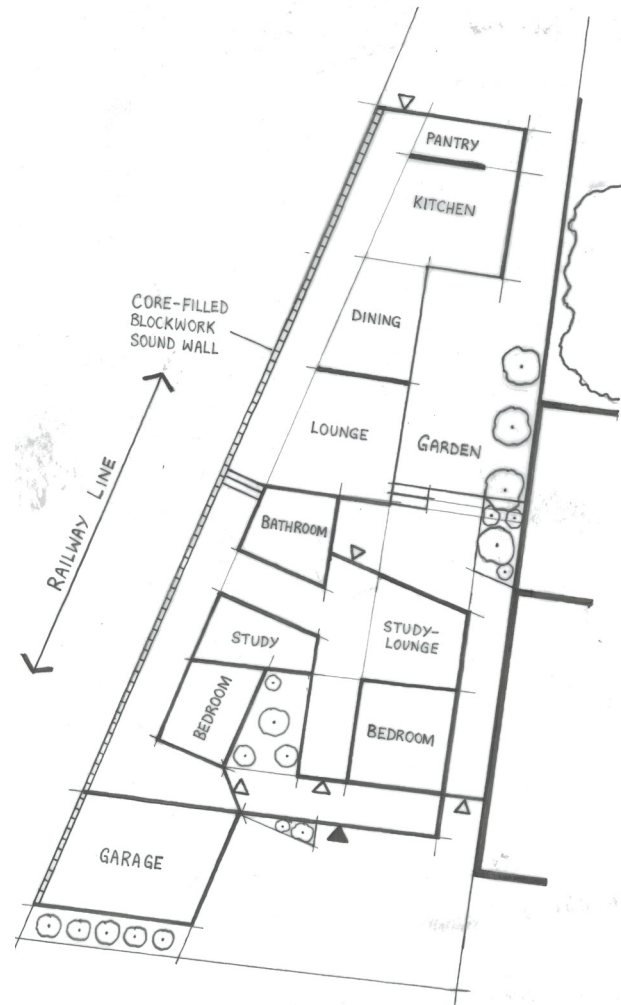 PANTRY
KITCHEN
CORE-FILLED
BLOCKWORK
SOUND WALL
DINING
LOUNGE
GARDEN
RAILWAY LINE
BATHROOM
STUDY
STUDY-
LOUNGE
BEDROOM
BEDROOM
GARAGE